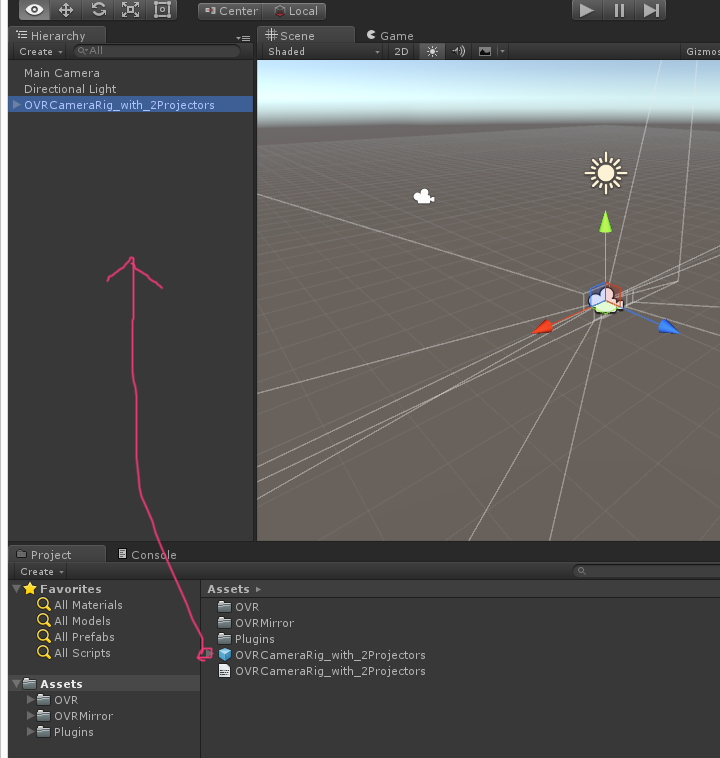 Center Local
Hierarchy
Create All
Main Camera
Directional Light
OVRCameraRig_with_2Projectors
Scene Game
Shaded 2D Gizmos
Project Console
Create
Favorites
All Materials
All Models
All Prefabs
All Scripts
Assets
OVR
OVRMirror
Plugins
Assets
OVR
OVRMirror
Plugins
OVRCameraRig_with_2Projectors
OVRCameraRig_with_2Projectors